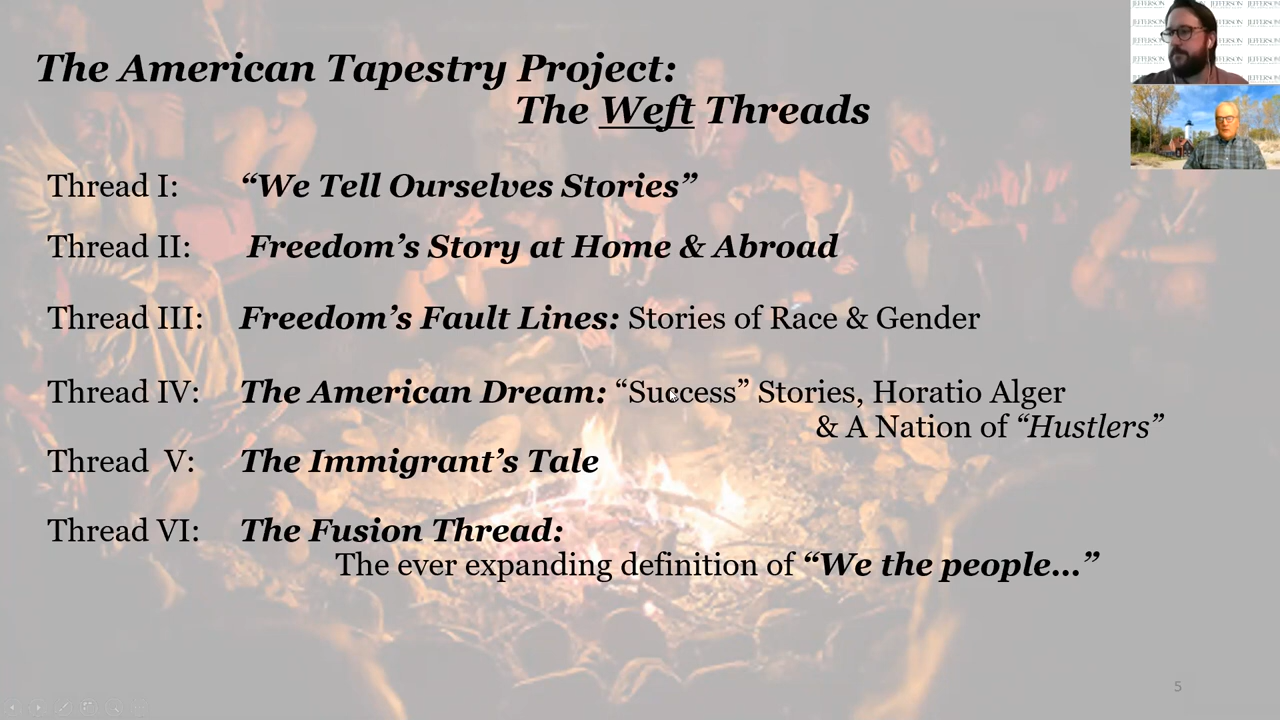 The American Tapestry Project:
The Weft Threads
Thread I: “We Tell Ourselves Stories”
Thread II: Freedom’s Story at Home & Abroad
Thread III: Freedom’s Fault Lines: Stories of Race & Gender
Thread IV: The American Dream: “Success” Stories, Horatio Alger
& A Nation of “Hustlers”
Thread V: The Immigrant’s Tale
Thread VI: The Fusion Thread:
The ever expanding definition of “We the people...”
5
JEFFERSON